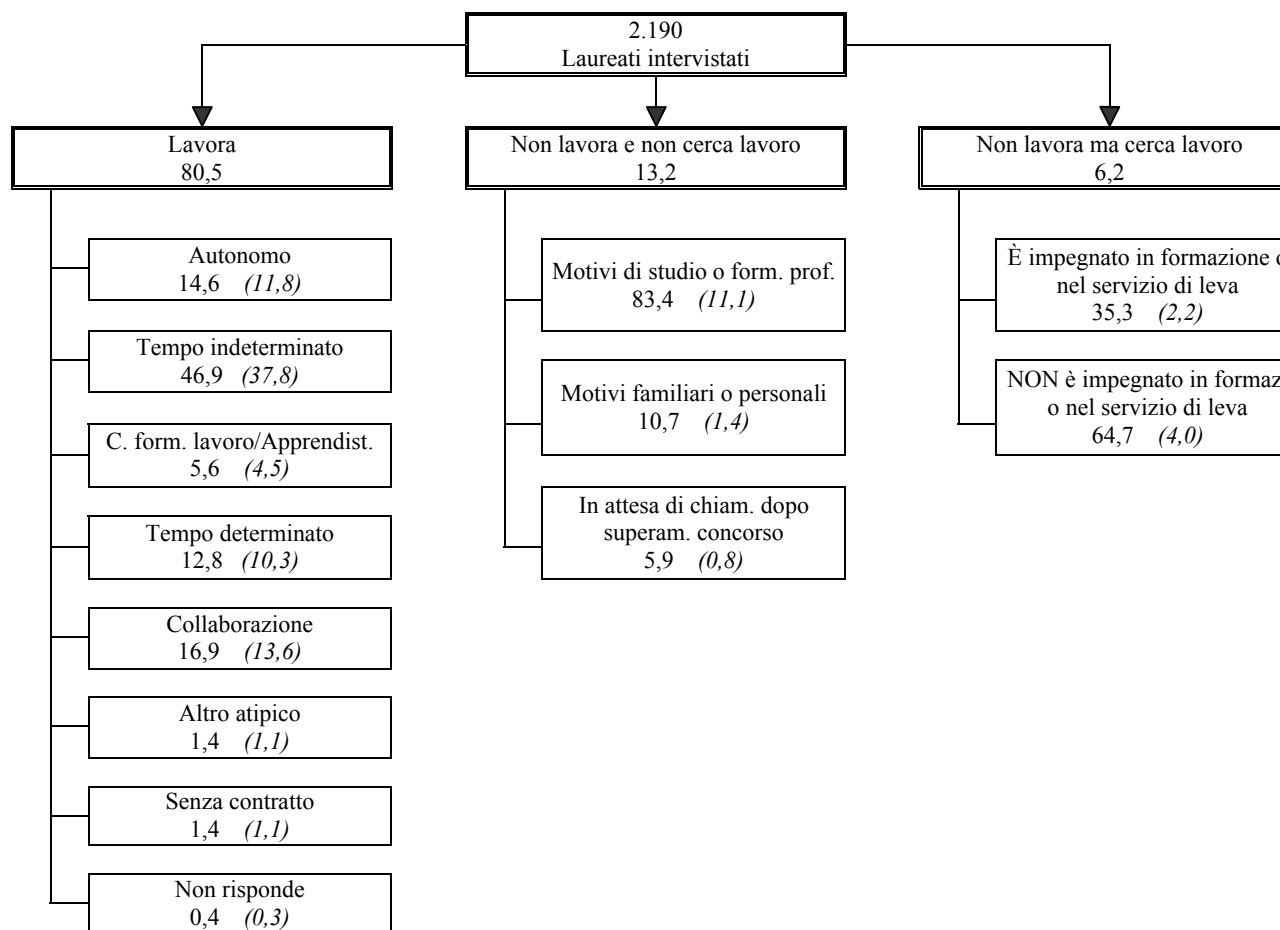 2.190
Laureati intervistati
Lavora
80,5
Autonomo
14,6 (11,8)
Tempo indeterminato
46,9 (37,8)
C. form. lavoro/Apprendist.
5,6 (4,5)
Tempo determinato
12,8 (10,3)
Collaborazione
16,9 (13,6)
Altro atipico
1,4 (1,1)
Senza contratto
1,4 (1,1)
Non risponde
0,4 (0,3)
Non lavora e non cerca lavoro
13,2
Motivi di studio o form. prof.
83,4 (11,1)
Motivi familiari o personali
10,7 (1,4)
In attesa di chiam. dopo
superam. concorso
5,9 (0,8)
Non lavora ma cerca lavoro
6,2
È impegnato in formazione
nel servizio di leva
35,3 (2,2)
NON è impegnato in
o nel servizio di leva
64,7 (4,0)